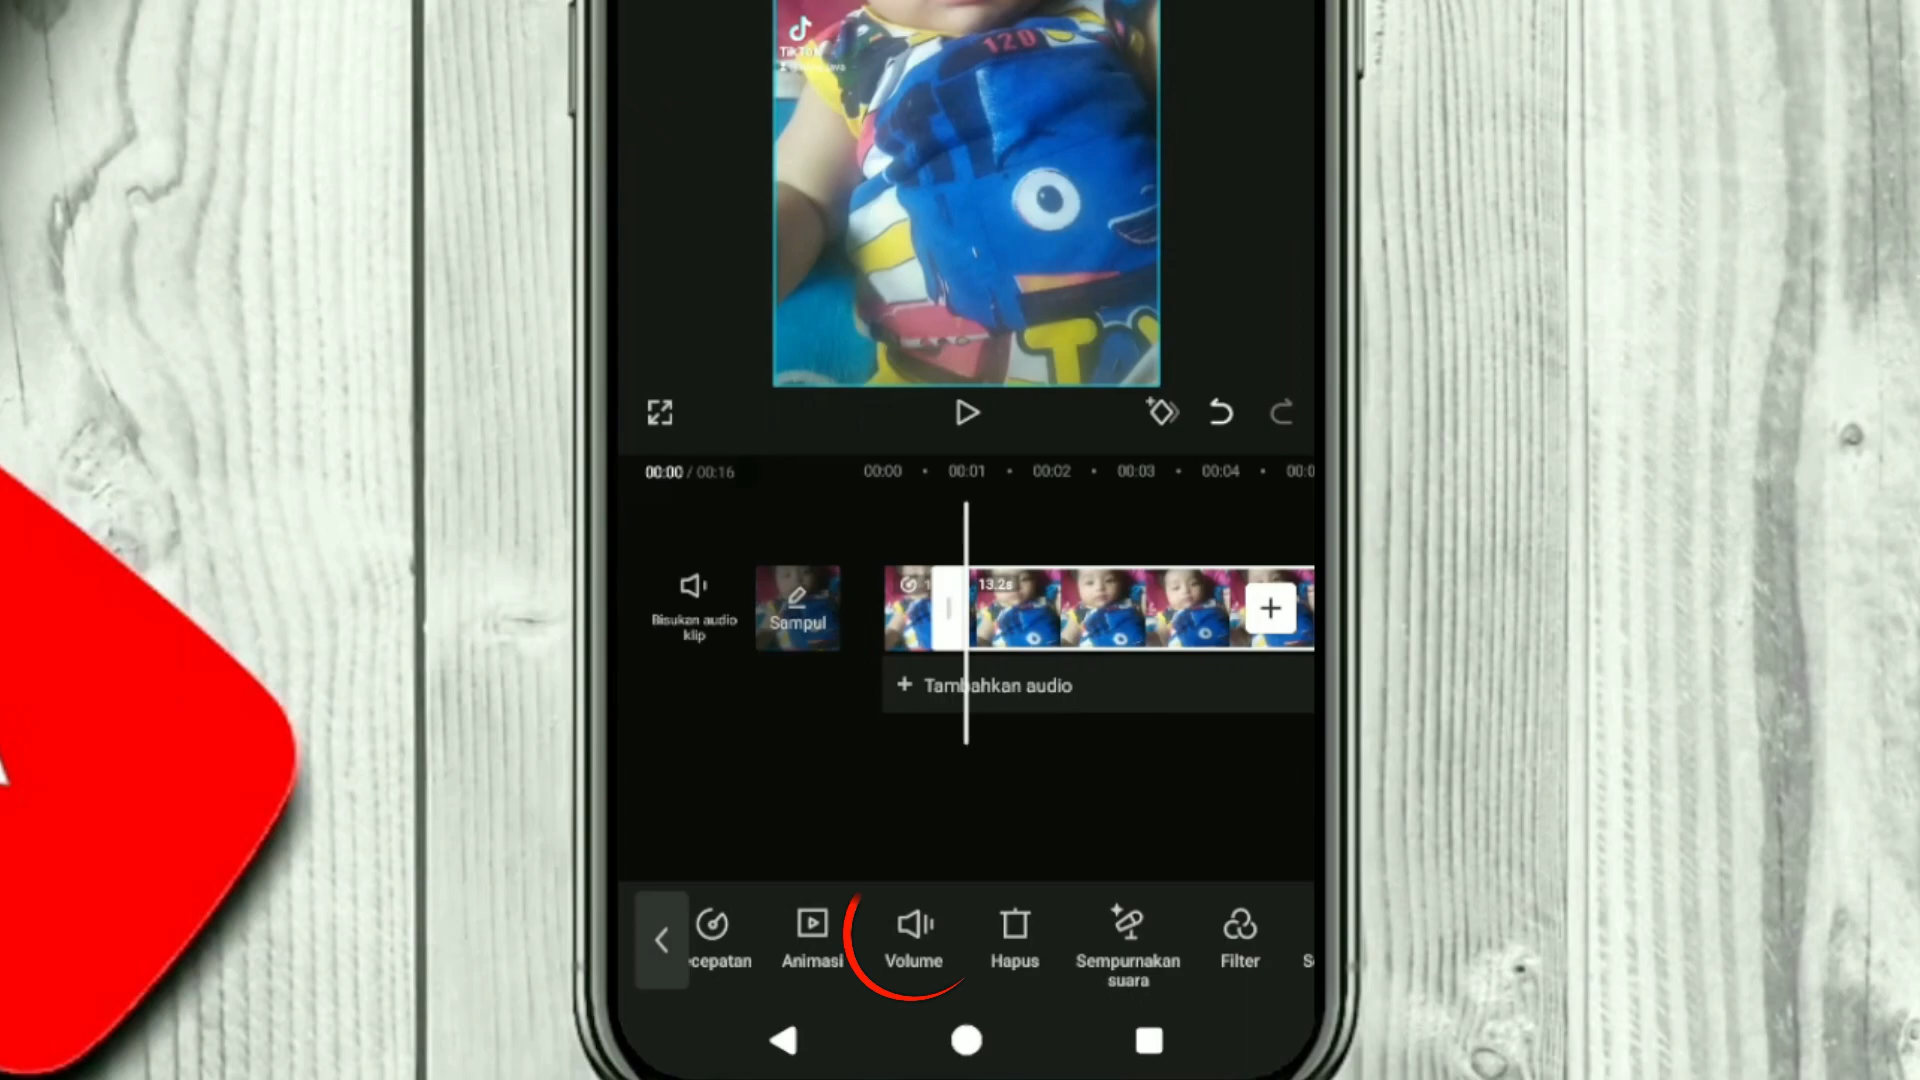 TikTok
120
TY
00:00 / 00:16
00:00 00:01 00:02 00:03 00:04
13.2s
Bisukan audio
klip
Sampul
+ Tambahkan audio
cepatan
Animasi
Volume
Hapus
Sempurnakan
suara
Filter